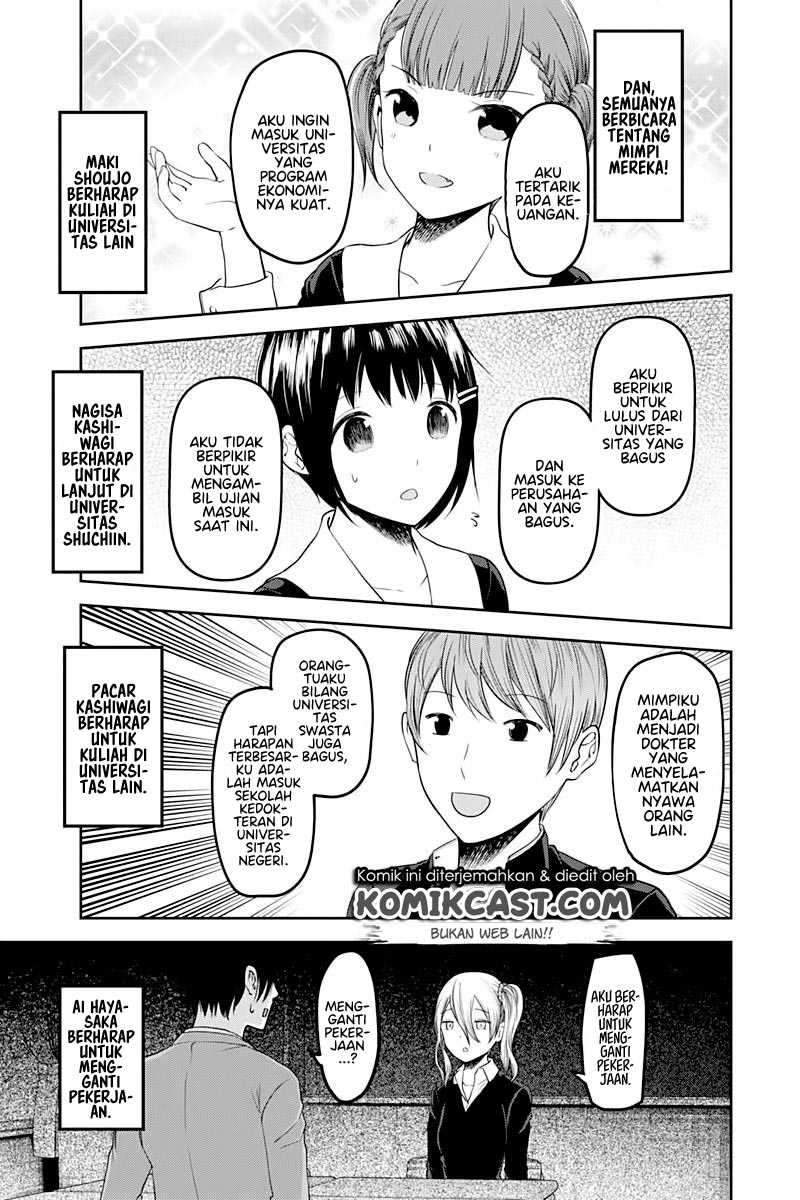 DAN,
SEMUANYA
BERBICARA
TENTANG
MIMPI
MEREKA!
AKU
TERTARIK
PADA KE-
UANGAN.
AKU INGIN
MASUK UNI-
VERSITAS
YANG
PROGRAM
EKONOMI-
NYA KUAT.
MAKI
SHOUJO
BERHARAP
KULIAH DI
UNIVERSI-
TAS LAIN
AKU
BERPIKIR
UNTUK
LULUS DARI
UNIVER-
SITAS YANG
BAGUS
DAN
MASUK KE
PERUSAHA-
AN YANG
BAGUS.
AKU TIDAK
BERPIKIR
UNTUK
MENGAM-
BIL UJIAN
MASUK
SAAT INI.
NAGISA
KASHI-
WAGI
BERHARAP
UNTUK
LANJUT DI
UNIVER-
SITAS
SHUCHIIN.
MIMPIKU
ADALAH
MENJADI
DOKTER
YANG
MENYELA-
MATKAN
NYAWA
ORANG
LAIN.
ORANG-
TUAKU
BILANG
UNIVERSI-
TAS
SWASTA
JUGA
BAGUS,
TAPI
HARAPAN
TERBESAR-
KU ADA-
LAH MASUK
SEKOLAH
KEDOK-
TERAN DI
UNIVER-
SITAS
NEGERI.
PACAR
KASHIWAGI
BERHARAP
UNTUK
KULIAH DI
UNIVERSI-
TAS LAIN.
Komik ini diterjemahkan & diedit oleh
KOMIKCAST.COM
BUKAN WEB LAIN!!
AKU BER-
HARAP
UNTUK
MENG-
GANTI
PEKER-
JAAN.
MENG-
GANTI
PEKER-
JAAN
...?
AI HAYA-
SAKA
BERHARAP
UNTUK
MENG-
GANTI
PEKERJA-
AN.